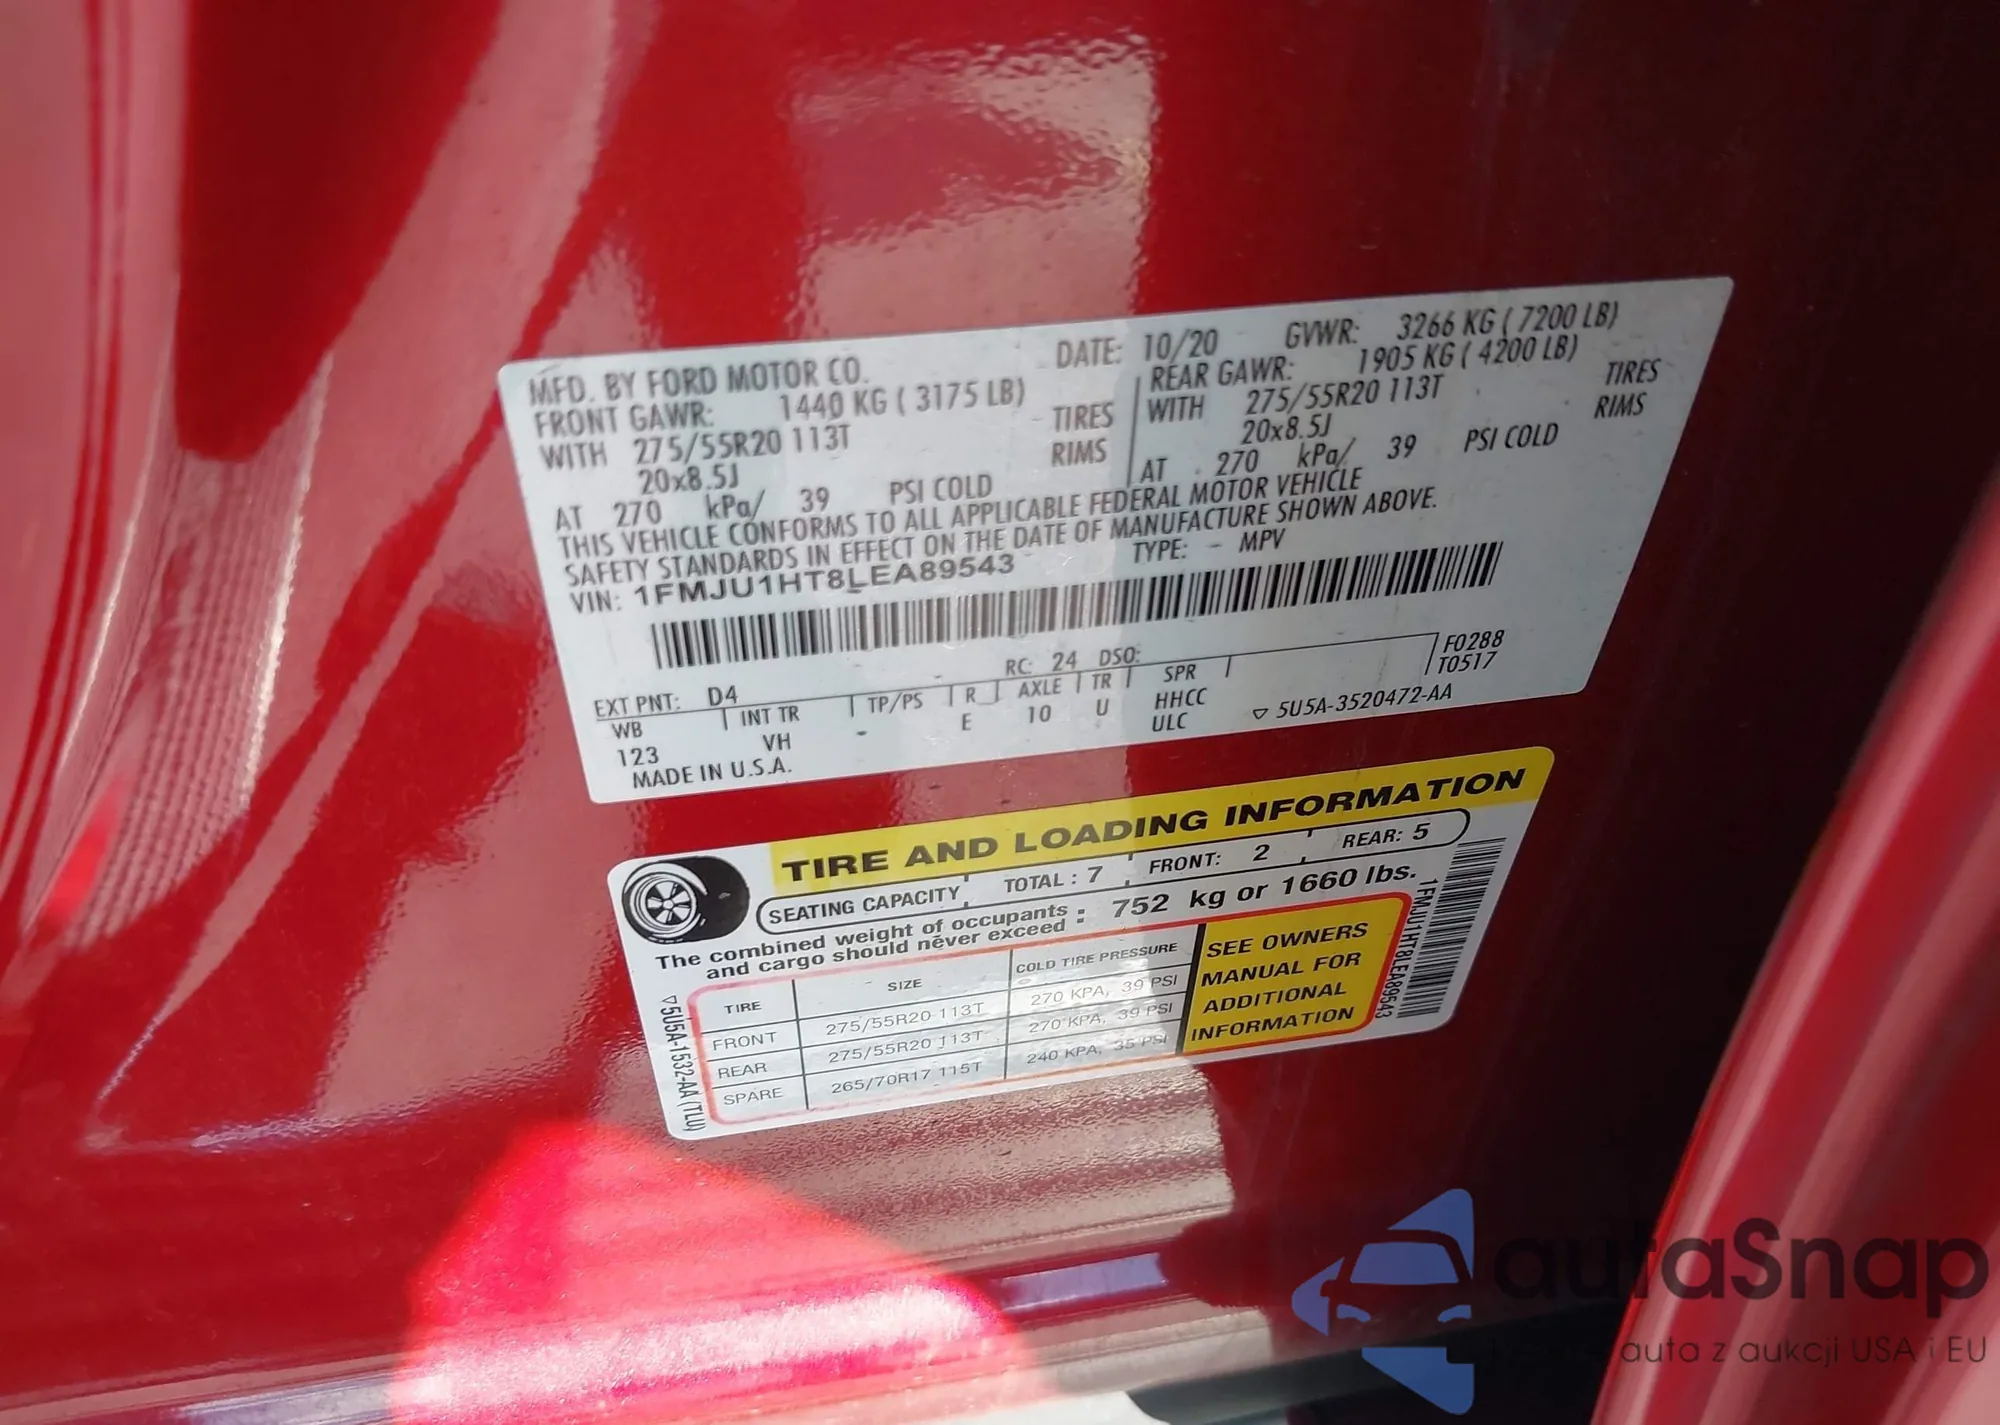 MFD. BY FORD MOTOR CO.
DATE: 10/20 GVWR: 3266 KG ( 7200 LB)
FRONT GAWR: 1440 KG ( 3175 LB)
WITH 275/55R20 113T TIRES
20x8.5J RIMS
AT 270 kPa/ 39 PSI COLD
REAR GAWR: 1905 KG ( 4200 LB)
WITH 275/55R20 113T TIRES
20x8.5J RIMS
AT 270 kPa/ 39 PSI COLD
THIS VEHICLE CONFORMS TO ALL APPLICABLE FEDERAL MOTOR VEHICLE
SAFETY STANDARDS IN EFFECT ON THE DATE OF MANUFACTURE SHOWN ABOVE.
VIN: 1FMJU1HT8LEA89543 TYPE: - MPV
F0288
T0517
EXT PNT: D4 RC: 24 DSO:
WB INT TR TP/PS R AXLE TR SPR
123 VH - E 10 U HHCC
ULC
MADE IN U.S.A. 5U5A-3520472-AA
TIRE AND LOADING INFORMATION
SEATING CAPACITY TOTAL : 7 FRONT: 2 REAR: 5
The combined weight of occupants
and cargo should never exceed : 752 kg or 1660 lbs.
TIRE SIZE COLD TIRE PRESSURE
FRONT 275/55R20 113T 270 KPA, 39 PSI
REAR 275/55R20 113T 270 KPA, 39 PSI
SPARE 265/70R17 115T 240 KPA, 35 PSI
SEE OWNERS
MANUAL FOR
ADDITIONAL
INFORMATION
1FMJU1HT8LEA89543
5U5A-1532-AA (TLU)
autaSnap
auta z aukcji USA i EU